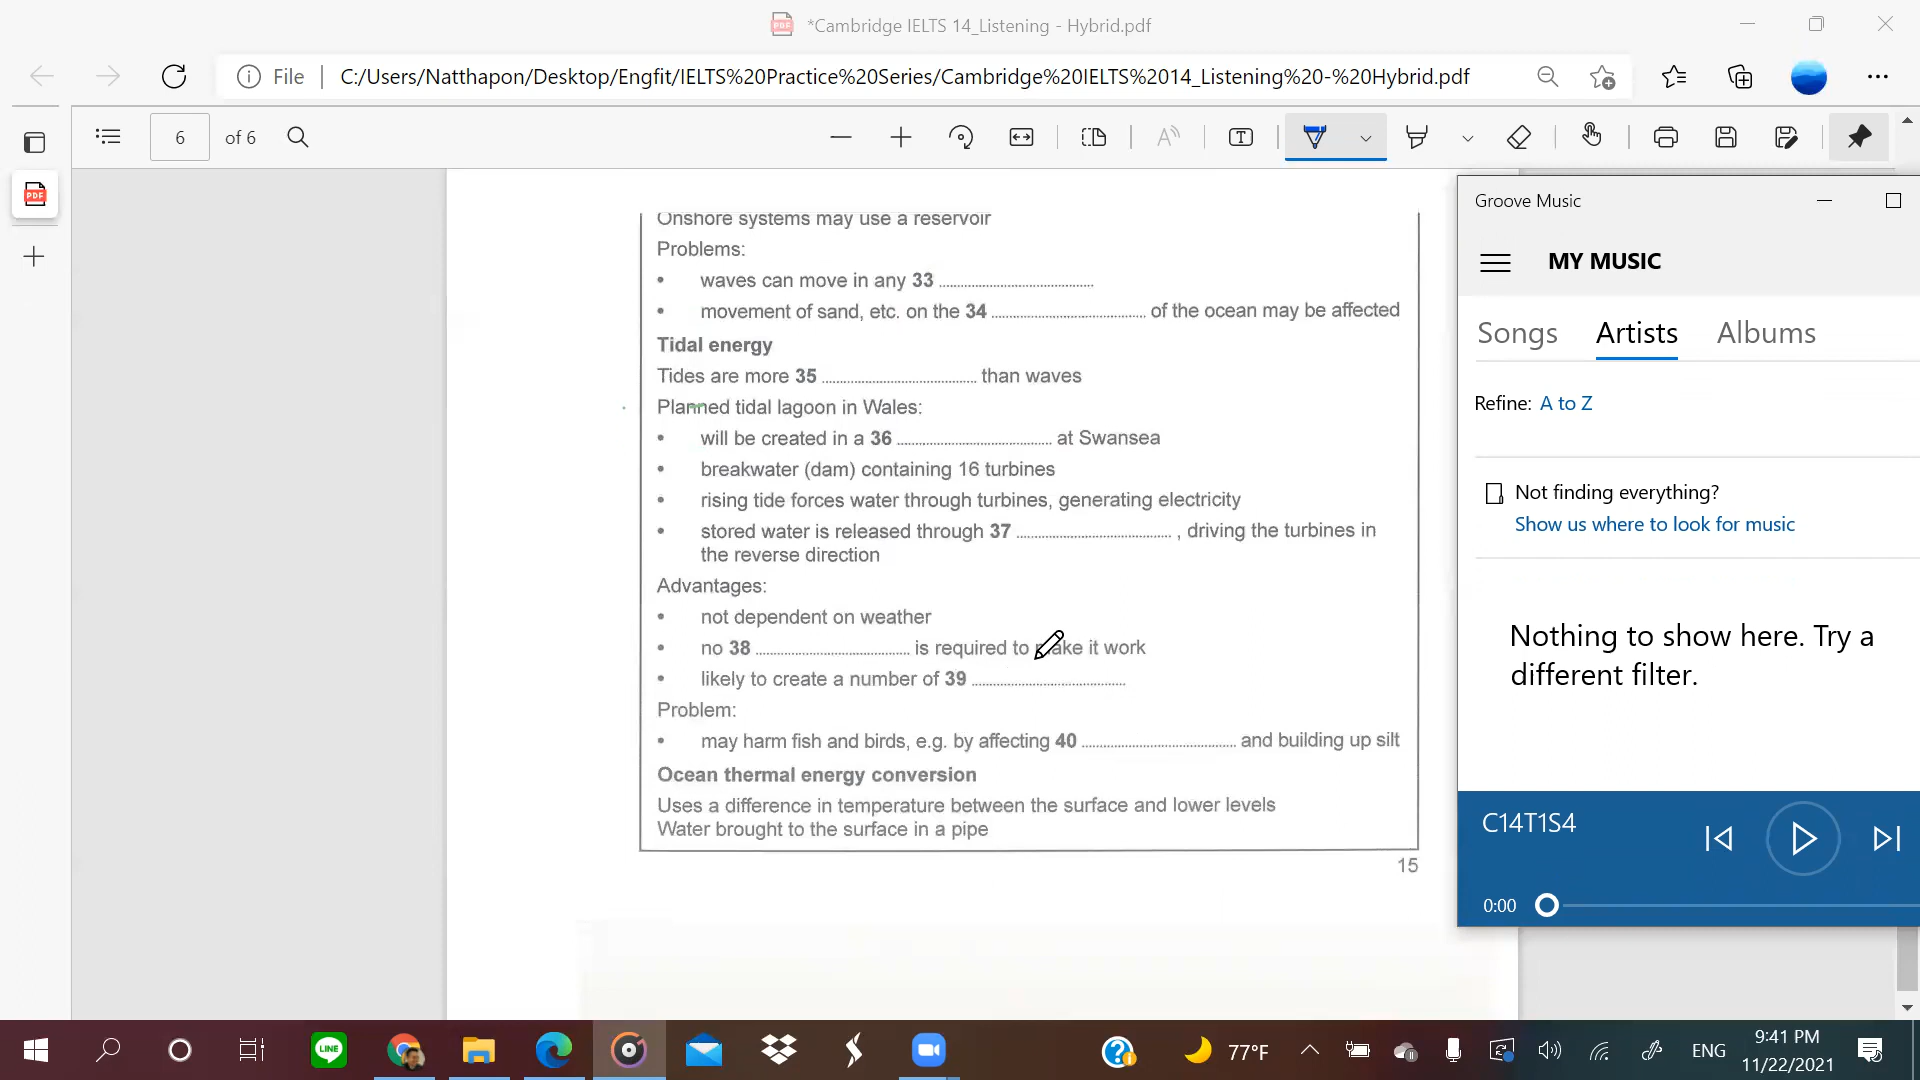 *Cambridge IELTS 14_Listening - Hybrid.pdf
File | C:/Users/Natthapon/Desktop/Engfit/IELTS%20Practice%20Series/Cambridge%20IELTS%2014_Listening%20-%20Hybrid.pdf
6 of 6
Onshore systems may use a reservoir
Problems:
• waves can move in any 33 ........................................
• movement of sand, etc. on the 34 ........................................ of the ocean may be affected
Tidal energy
Tides are more 35 ........................................ than waves
Planned tidal lagoon in Wales:
• will be created in a 36 ........................................ at Swansea
• breakwater (dam) containing 16 turbines
• rising tide forces water through turbines, generating electricity
• stored water is released through 37 ........................................ , driving the turbines in
the reverse direction
Advantages:
• not dependent on weather
• no 38 ........................................ is required to make it work
• likely to create a number of 39 ........................................
Problem:
• may harm fish and birds, e.g. by affecting 40 ........................................ and building up silt
Ocean thermal energy conversion
Uses a difference in temperature between the surface and lower levels
Water brought to the surface in a pipe
15
Groove Music
MY MUSIC
Songs Artists Albums
Refine: A to Z
Not finding everything?
Show us where to look for music
Nothing to show here. Try a
different filter.
C14T1S4
0:00
LINE
77°F
ENG
9:41 PM
11/22/2021